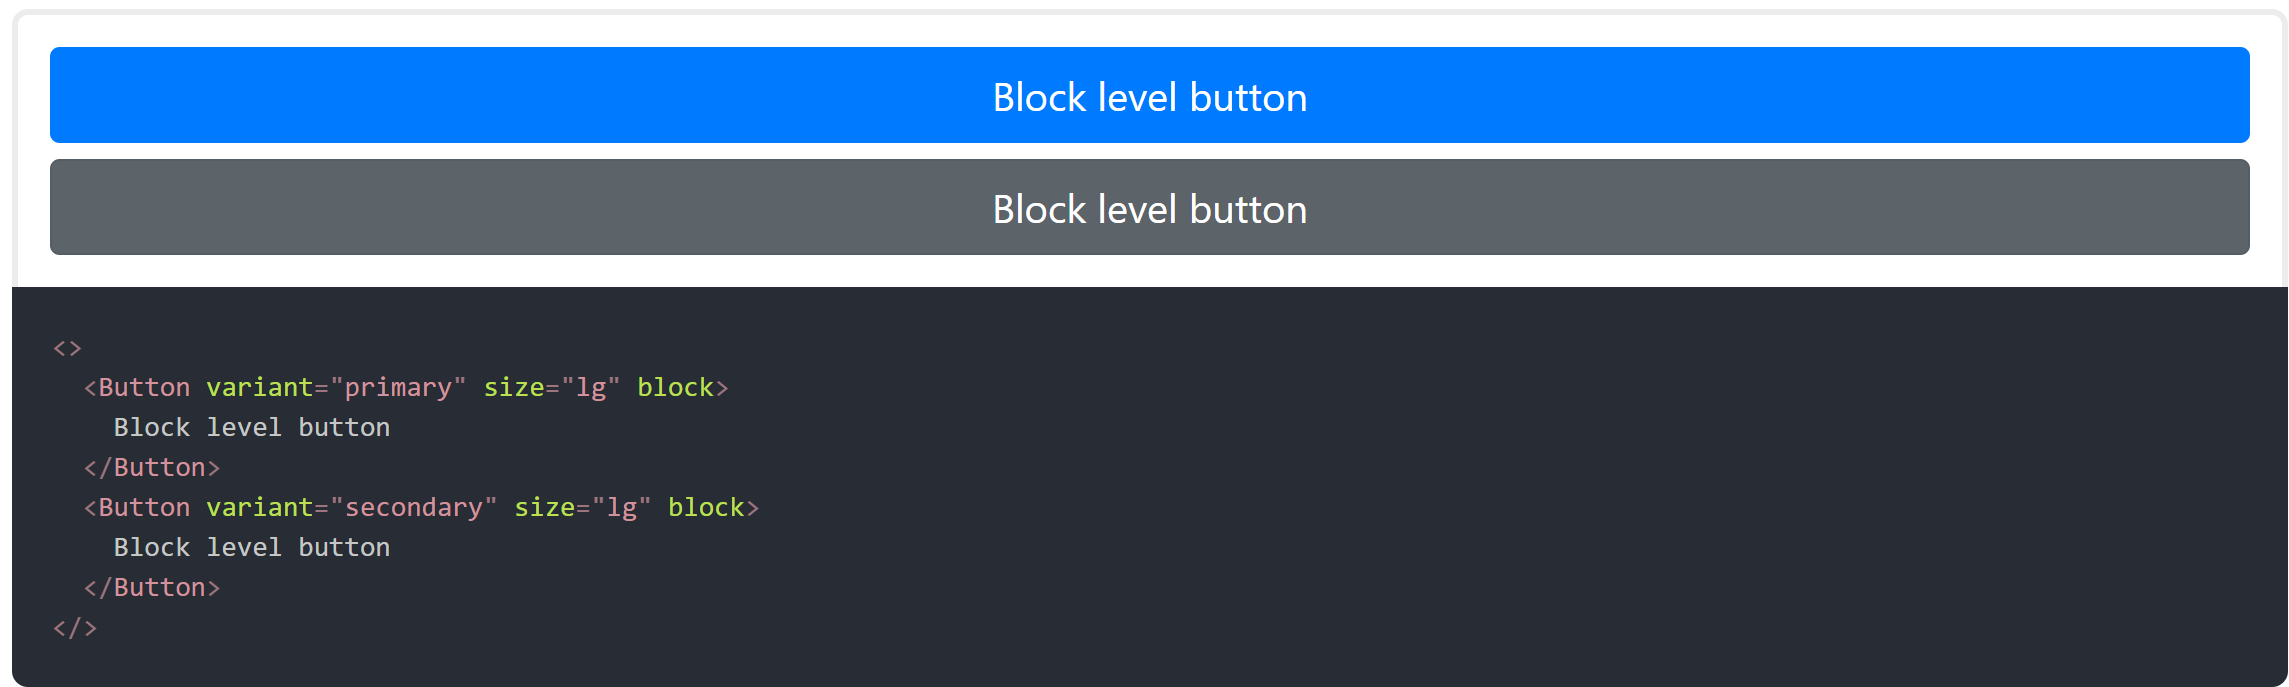 Block level button
Block level button
<>
  <Button variant="primary" size="lg" block>
    Block level button
  </Button>
  <Button variant="secondary" size="lg" block>
    Block level button
  </Button>
</>